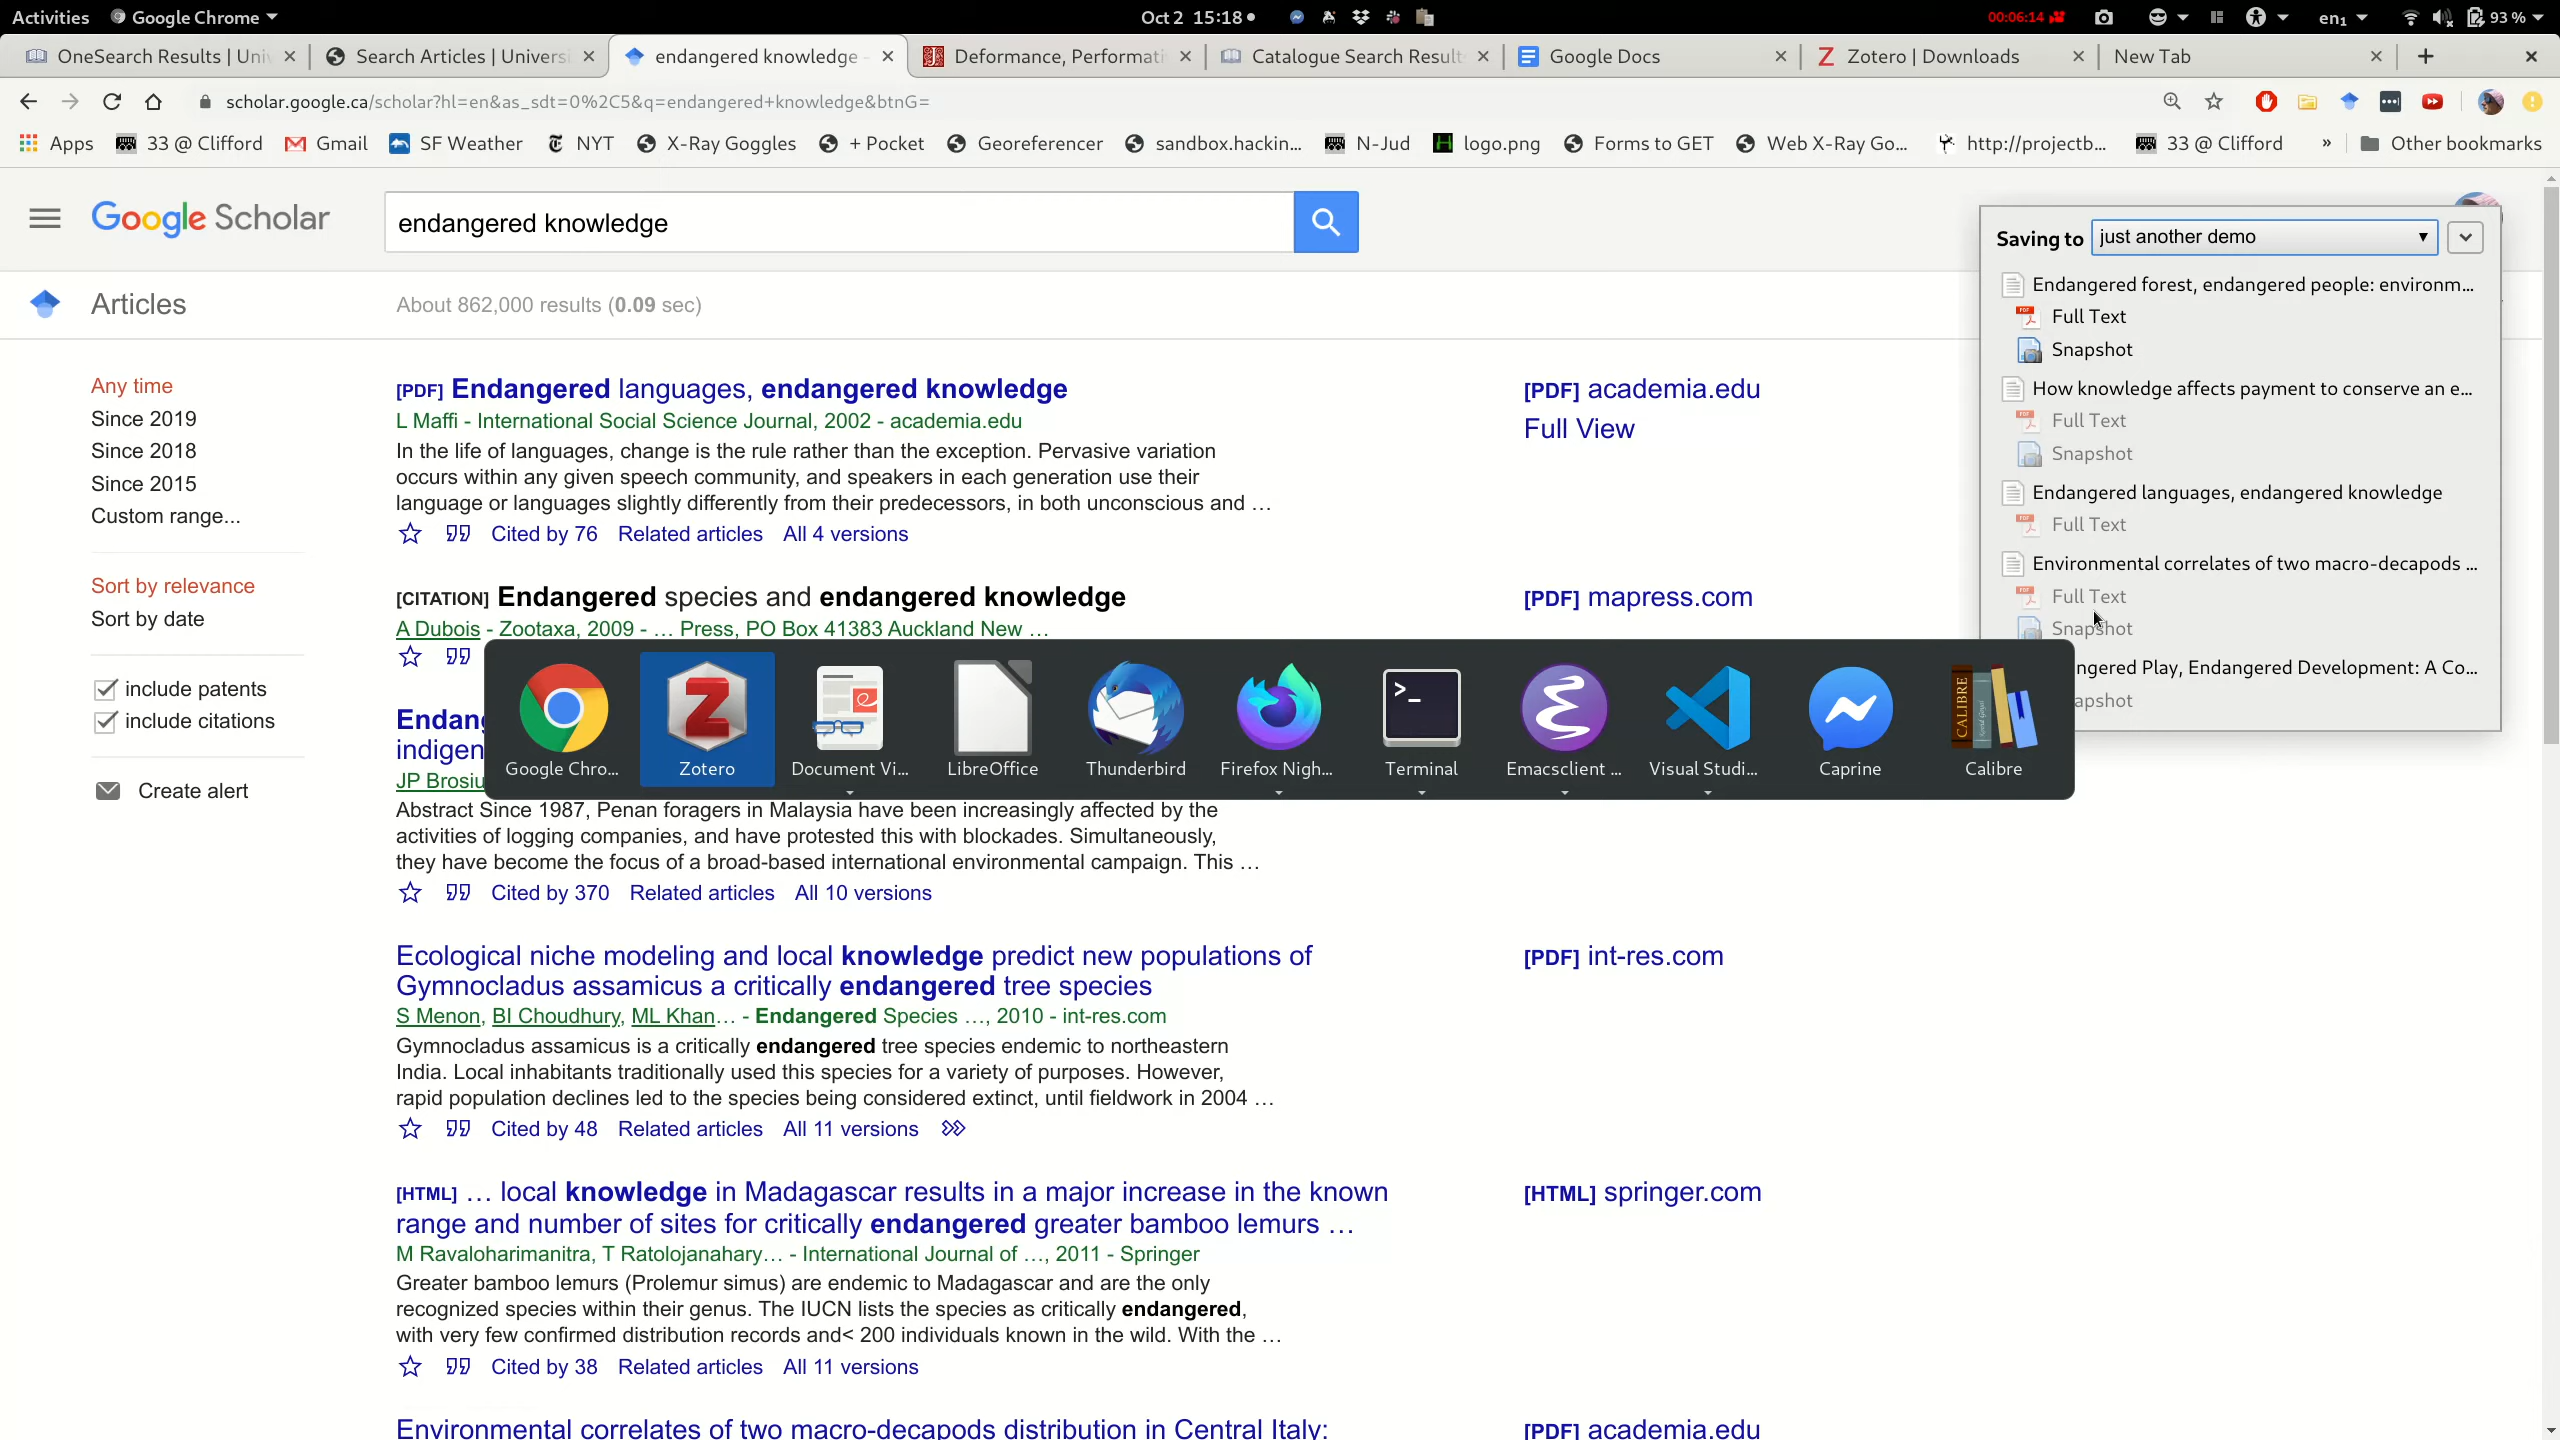 Activities Google Chrome Oct 2 15:18 00:06:14 en₁ 93 %
OneSearch Results | Uni Search Articles | Universi endangered knowledge - Deformance, Performati Catalogue Search Result Google Docs Zotero | Downloads New Tab
scholar.google.ca/scholar?hl=en&as_sdt=0%2C5&q=endangered+knowledge&btnG=
Apps 33 @ Clifford Gmail SF Weather NYT X-Ray Goggles + Pocket Georeferencer sandbox.hackin... N-Jud logo.png Forms to GET Web X-Ray Go... http://projectb... 33 @ Clifford » Other bookmarks
Google Scholar
endangered knowledge
Saving to just another demo
Endangered forest, endangered people: environm...
Full Text
Snapshot
How knowledge affects payment to conserve an e...
Full Text
Snapshot
Endangered languages, endangered knowledge
Full Text
Environmental correlates of two macro-decapods ...
Full Text
Snapshot
ngered Play, Endangered Development: A Co...
apshot
Articles
About 862,000 results (0.09 sec)
Any time
Since 2019
Since 2018
Since 2015
Custom range...
Sort by relevance
Sort by date
include patents
include citations
Create alert
[PDF] Endangered languages, endangered knowledge
L Maffi - International Social Science Journal, 2002 - academia.edu
In the life of languages, change is the rule rather than the exception. Pervasive variation
occurs within any given speech community, and speakers in each generation use their
language or languages slightly differently from their predecessors, in both unconscious and …
Cited by 76 Related articles All 4 versions
[PDF] academia.edu
Full View
[CITATION] Endangered species and endangered knowledge
A Dubois - Zootaxa, 2009 - … Press, PO Box 41383 Auckland New …
[PDF] mapress.com
Google Chro... Zotero Document Vi... LibreOffice Thunderbird Firefox Nigh... Terminal Emacsclient ... Visual Studi... Caprine Calibre
Endang
indigen
JP Brosiu
Abstract Since 1987, Penan foragers in Malaysia have been increasingly affected by the
activities of logging companies, and have protested this with blockades. Simultaneously,
they have become the focus of a broad-based international environmental campaign. This …
Cited by 370 Related articles All 10 versions
Ecological niche modeling and local knowledge predict new populations of
Gymnocladus assamicus a critically endangered tree species
S Menon, BI Choudhury, ML Khan… - Endangered Species …, 2010 - int-res.com
Gymnocladus assamicus is a critically endangered tree species endemic to northeastern
India. Local inhabitants traditionally used this species for a variety of purposes. However,
rapid population declines led to the species being considered extinct, until fieldwork in 2004 …
Cited by 48 Related articles All 11 versions
[PDF] int-res.com
[HTML] … local knowledge in Madagascar results in a major increase in the known
range and number of sites for critically endangered greater bamboo lemurs …
M Ravaloharimanitra, T Ratolojanahary… - International Journal of …, 2011 - Springer
Greater bamboo lemurs (Prolemur simus) are endemic to Madagascar and are the only
recognized species within their genus. The IUCN lists the species as critically endangered,
with very few confirmed distribution records and< 200 individuals known in the wild. With the …
Cited by 38 Related articles All 11 versions
[HTML] springer.com
Environmental correlates of two macro-decapods distribution in Central Italy:
[PDF] academia.edu